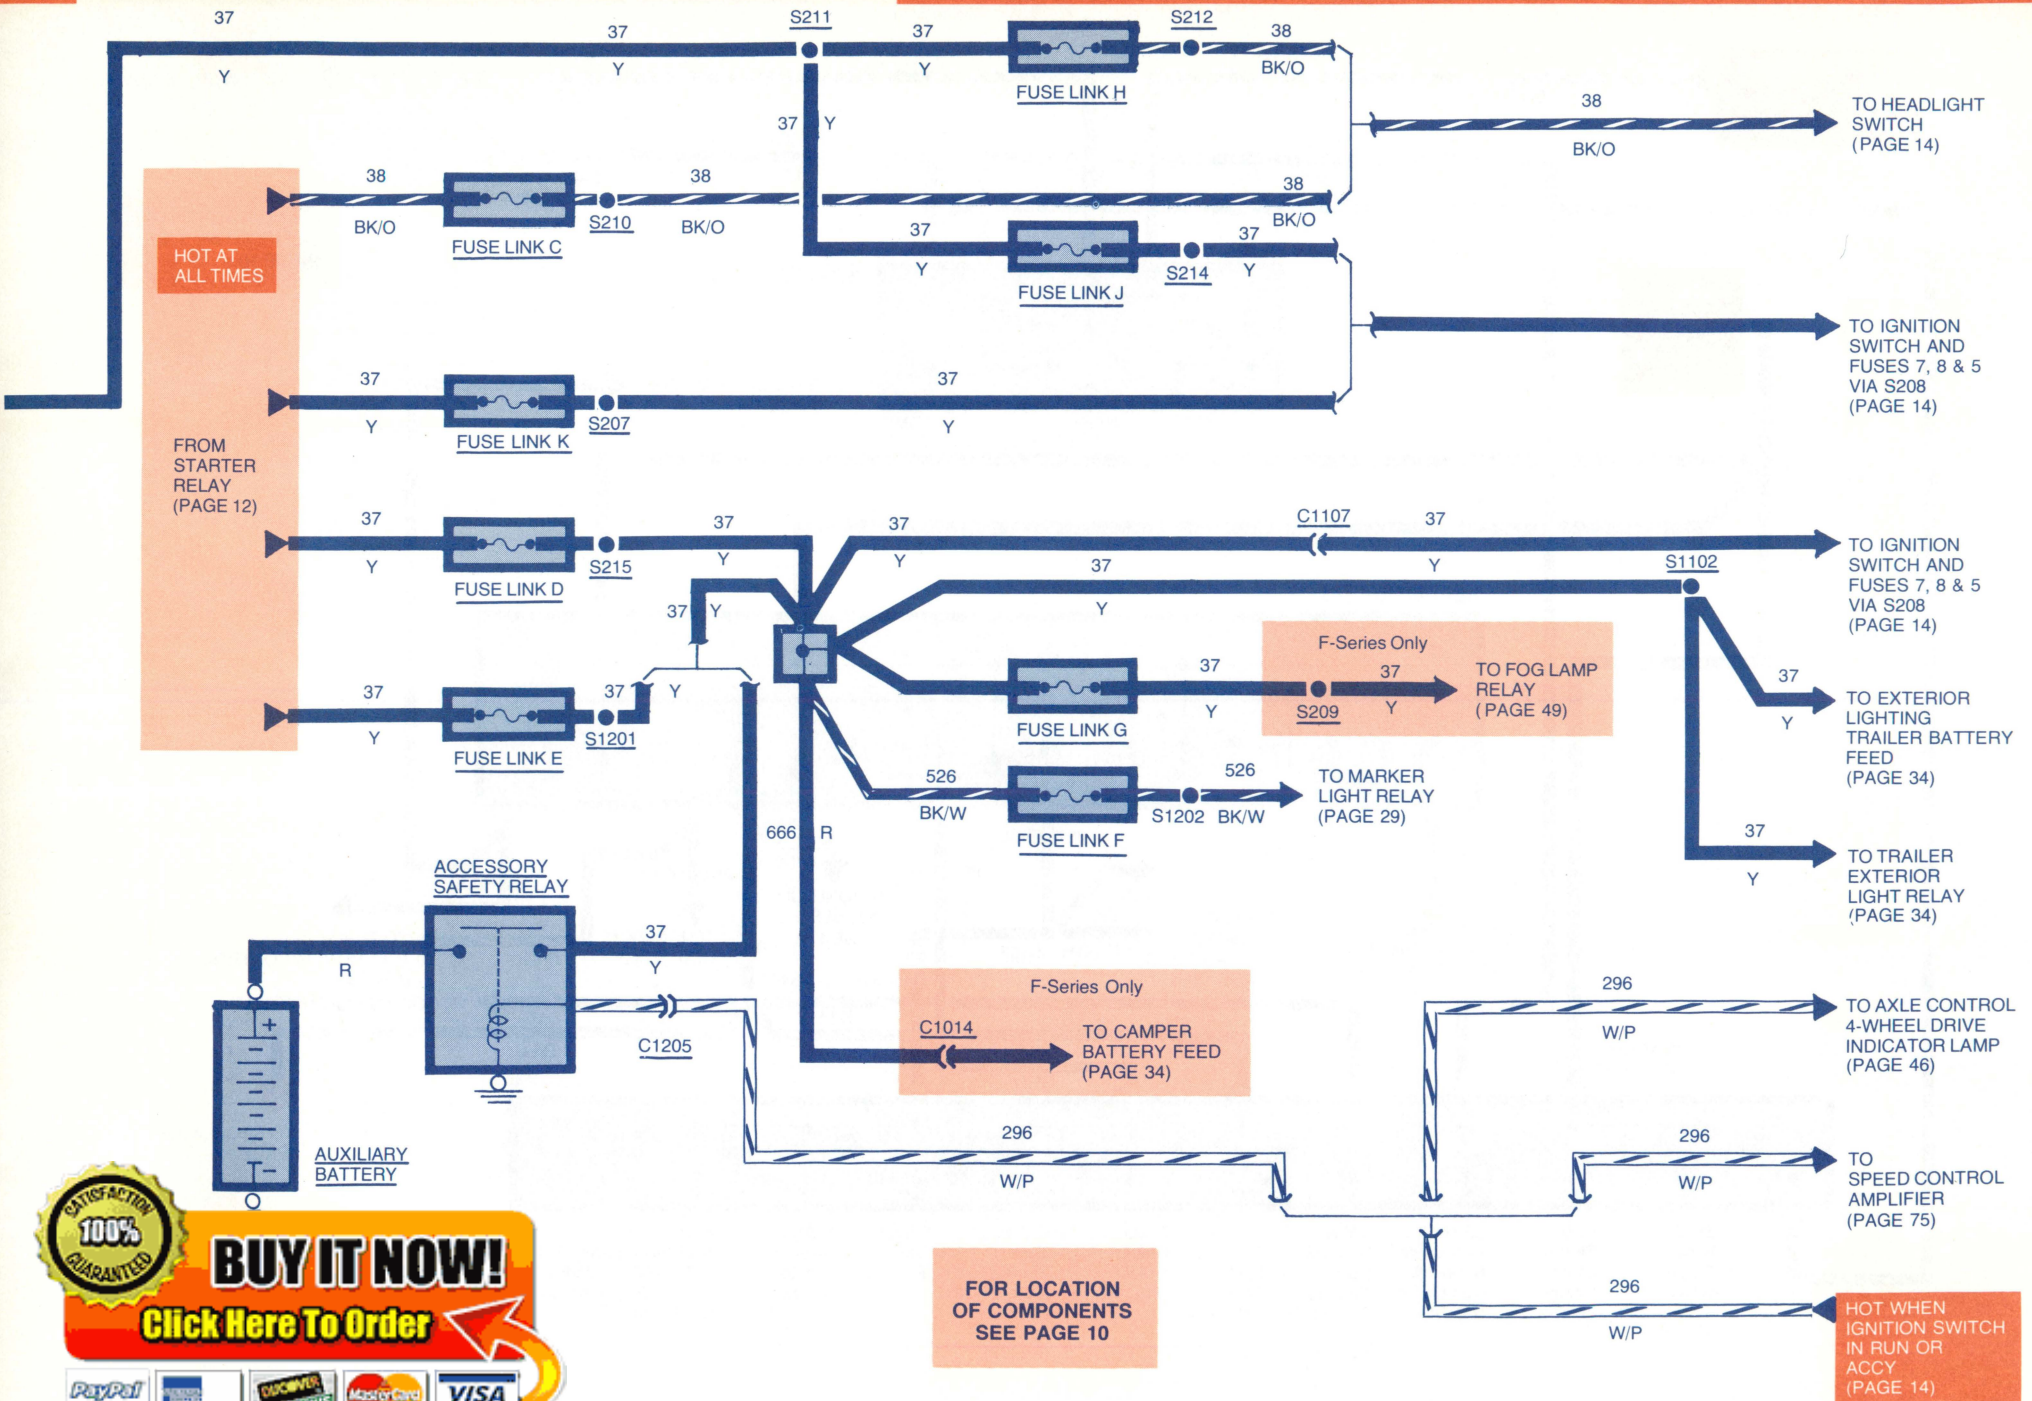 37
Y
37
Y
S211
37
Y
FUSE LINK H
S212
38
BK/O
37 Y
38
BK/O
TO HEADLIGHT
SWITCH
(PAGE 14)
HOT AT
ALL TIMES
38
BK/O
FUSE LINK C
S210
38
BK/O
38
BK/O
37
Y
FUSE LINK J
S214
37
Y
TO IGNITION
SWITCH AND
FUSES 7, 8 & 5
VIA S208
(PAGE 14)
37
Y
FUSE LINK K
S207
37
Y
FROM
STARTER
RELAY
(PAGE 12)
37
Y
FUSE LINK D
S215
37
Y
37
Y
C1107
37
Y
TO IGNITION
SWITCH AND
FUSES 7, 8 & 5
VIA S208
(PAGE 14)
37
Y
S1102
37 Y
37
Y
FUSE LINK E
S1201
37 Y
FUSE LINK G
37
Y
F-Series Only
S209
37
Y
TO FOG LAMP
RELAY
(PAGE 49)
37
Y
TO EXTERIOR
LIGHTING
TRAILER BATTERY
FEED
(PAGE 34)
526
BK/W
FUSE LINK F
S1202
526
BK/W
TO MARKER
LIGHT RELAY
(PAGE 29)
666 R
37
Y
TO TRAILER
EXTERIOR
LIGHT RELAY
(PAGE 34)
ACCESSORY
SAFETY RELAY
R
37
Y
C1205
F-Series Only
C1014
TO CAMPER
BATTERY FEED
(PAGE 34)
296
W/P
TO AXLE CONTROL
4-WHEEL DRIVE
INDICATOR LAMP
(PAGE 46)
+
-
AUXILIARY
BATTERY
296
W/P
296
W/P
TO
SPEED CONTROL
AMPLIFIER
(PAGE 75)
FOR LOCATION
OF COMPONENTS
SEE PAGE 10
296
W/P
HOT WHEN
IGNITION SWITCH
IN RUN OR
ACCY
(PAGE 14)
SATISFACTION
100%
GUARANTEED
BUY IT NOW!
Click Here To Order
PayPal
DISCOVER
MasterCard
VISA